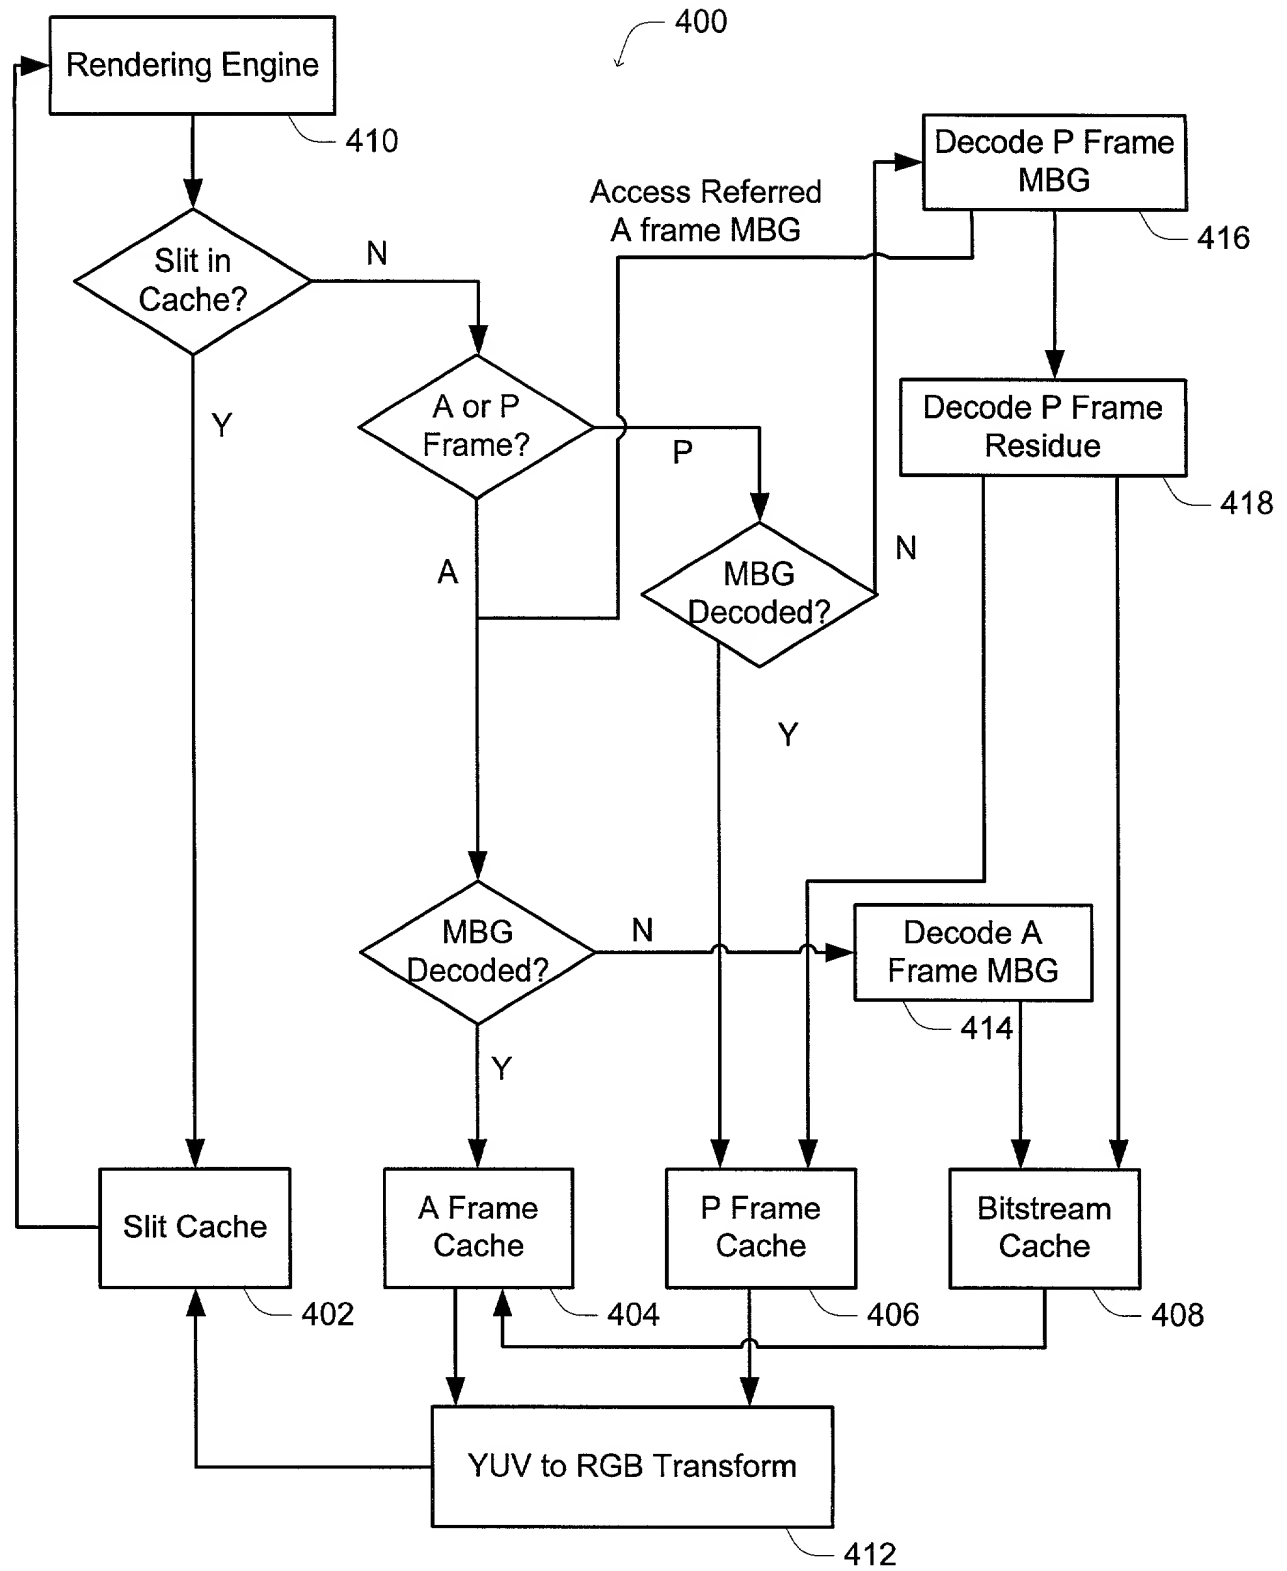 400
Rendering Engine
410
Decode P Frame
MBG
416
Access Referred
A frame MBG
Slit in
Cache?
N
Y
A or P
Frame?
P
A
Decode P Frame
Residue
418
MBG
Decoded?
N
Y
MBG
Decoded?
N
Y
Decode A
Frame MBG
414
Slit Cache
402
A Frame
Cache
404
P Frame
Cache
406
Bitstream
Cache
408
YUV to RGB Transform
412